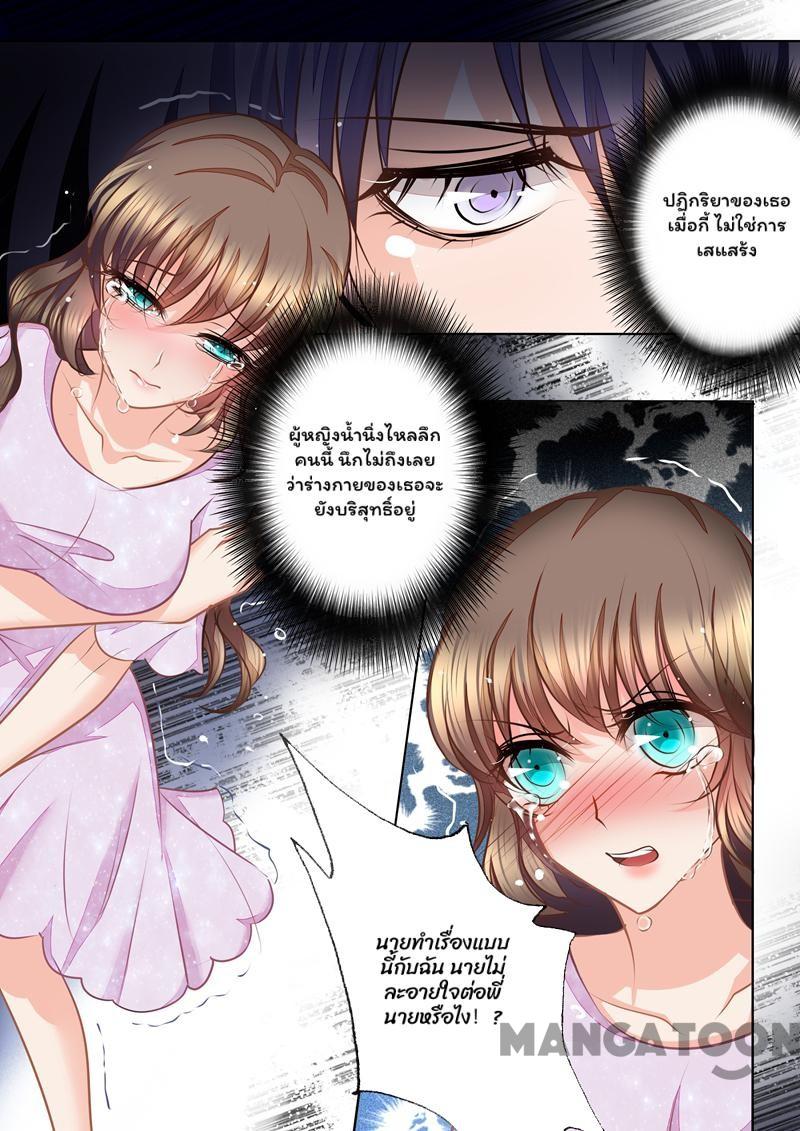 ปฏิกริยาของเธอ
เมื่อกี้ ไม่ใช่การ
เสแสร้ง
ผู้หญิงน้ำนิ่งไหลลึก
คนนี้ นึกไม่ถึงเลย
ว่าร่างกายของเธอจะ
ยังบริสุทธิ์อยู่
นายทำเรื่องแบบ
นี้กับฉัน นายไม่
ละอายใจต่อพี่
นายหรือไง! ?
MANGATOON